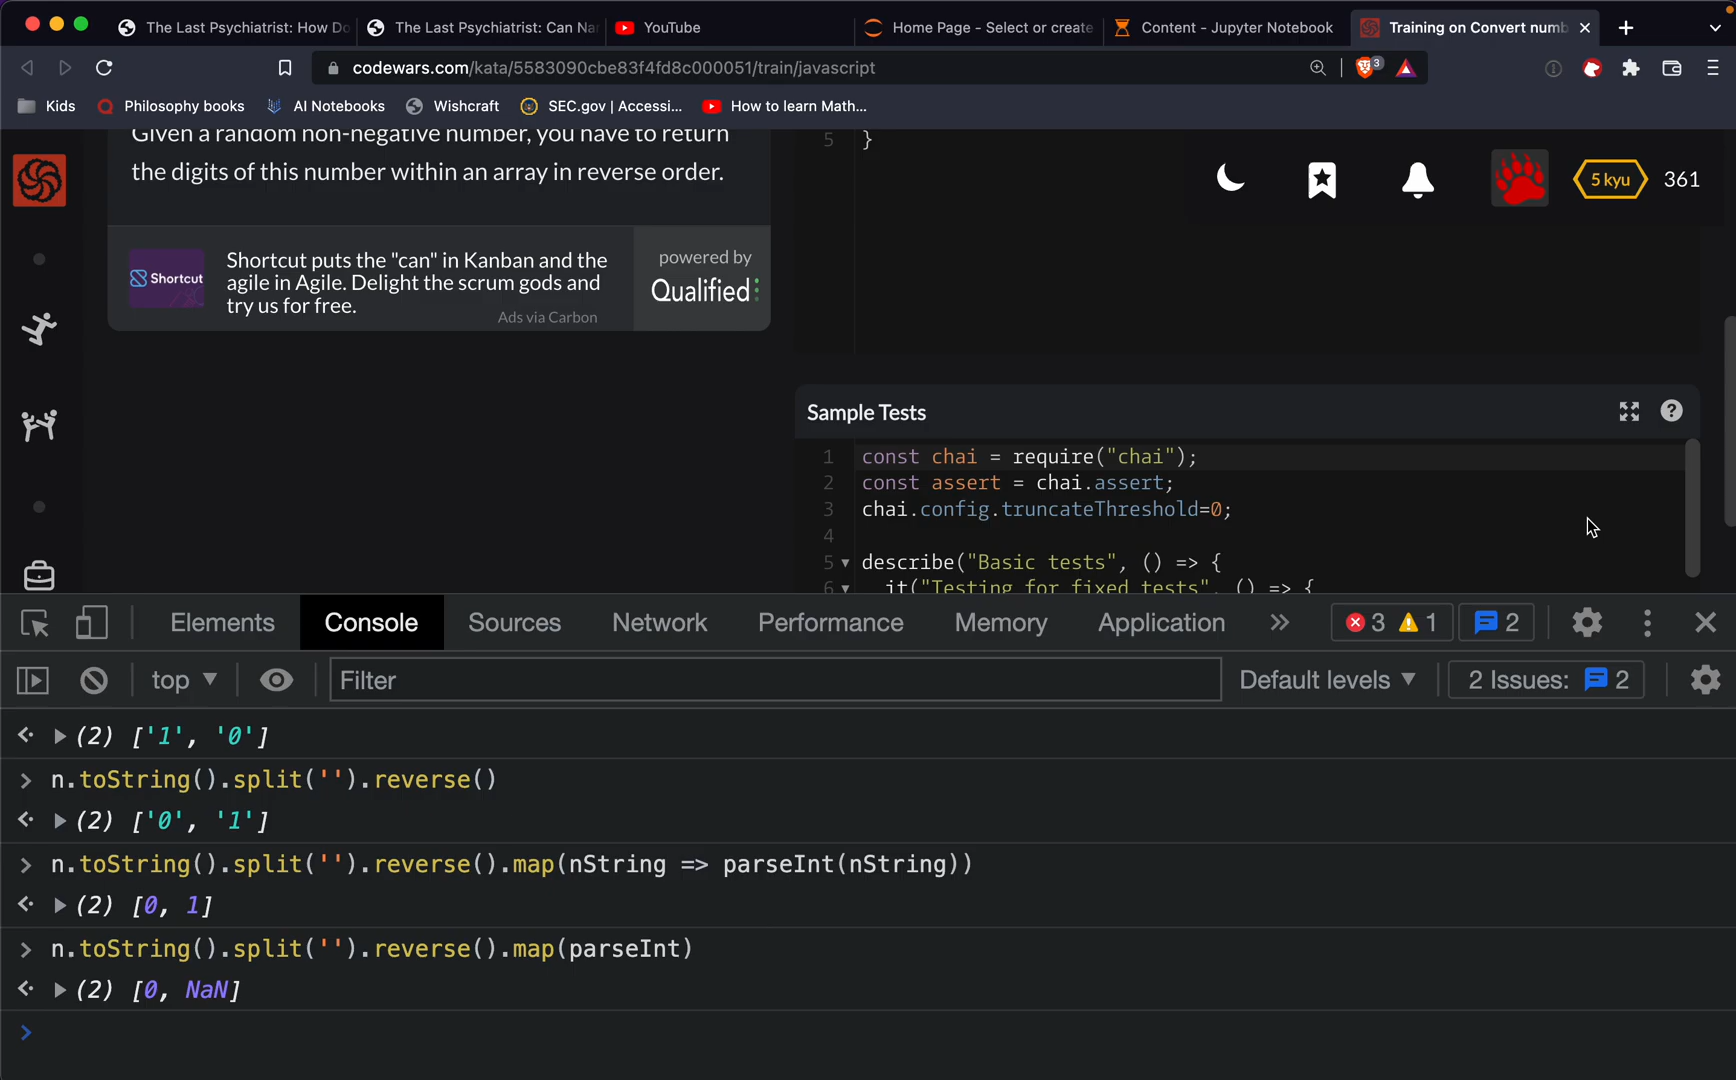 The Last Psychiatrist: How Do
The Last Psychiatrist: Can Nar
YouTube
Home Page - Select or create
Content - Jupyter Notebook
Training on Convert numb
codewars.com/kata/5583090cbe83f4fd8c000051/train/javascript
3
Kids
Philosophy books
AI Notebooks
Wishcraft
SEC.gov | Accessi...
How to learn Math...
Given a random non-negative number, you have to return
the digits of this number within an array in reverse order.
Shortcut
Shortcut puts the "can" in Kanban and the
agile in Agile. Delight the scrum gods and
try us for free.
Ads via Carbon
powered by
Qualified
5 }
5 kyu
361
Sample Tests
1 const chai = require("chai");
2 const assert = chai.assert;
3 chai.config.truncateThreshold=0;
4
5 describe("Basic tests", () => {
6 it("Testing for fixed tests", () => {
Elements
Console
Sources
Network
Performance
Memory
Application
3
1
2
top
Filter
Default levels
2 Issues: 2
(2) ['1', '0']
n.toString().split('').reverse()
(2) ['0', '1']
n.toString().split('').reverse().map(nString => parseInt(nString))
(2) [0, 1]
n.toString().split('').reverse().map(parseInt)
(2) [0, NaN]